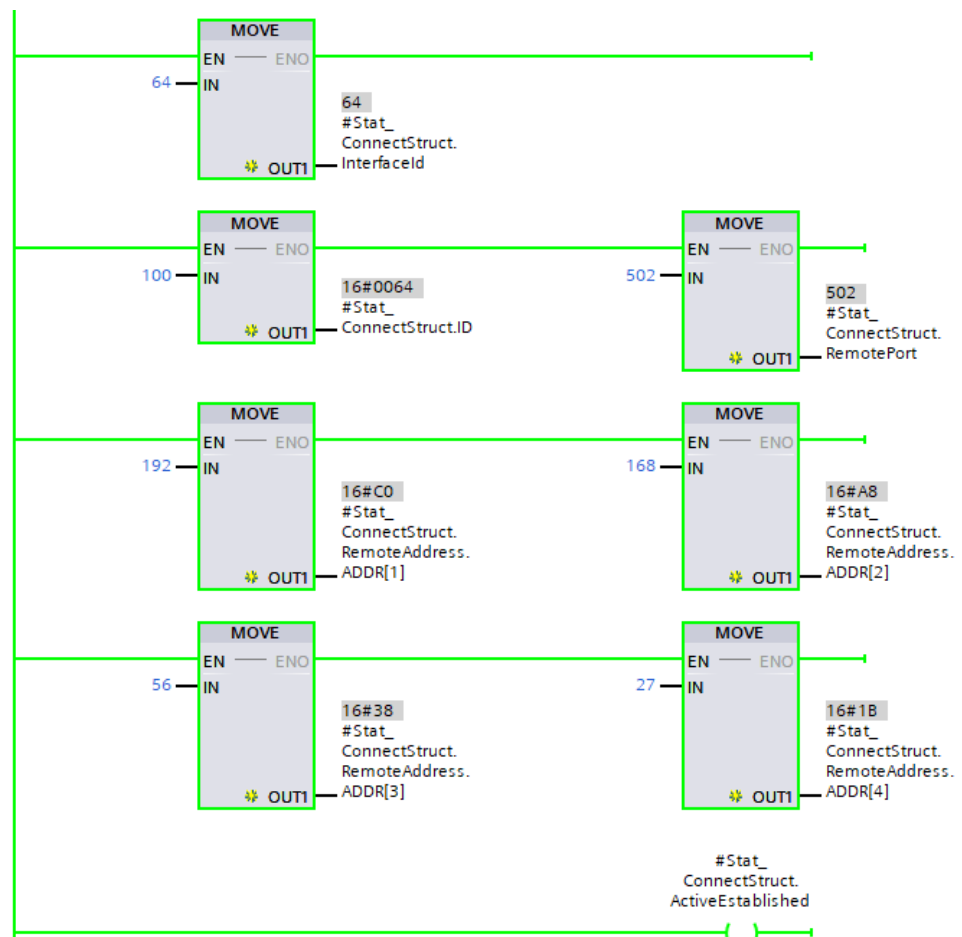 MOVE
EN ENO
64 IN
64
#Stat_
ConnectStruct.
InterfaceId
OUT1
MOVE
EN ENO
100 IN
16#0064
#Stat_
ConnectStruct.ID
OUT1
MOVE
EN ENO
502 IN
502
#Stat_
ConnectStruct.
RemotePort
OUT1
MOVE
EN ENO
192 IN
16#C0
#Stat_
ConnectStruct.
RemoteAddress.
ADDR[1]
OUT1
MOVE
EN ENO
168 IN
16#A8
#Stat_
ConnectStruct.
RemoteAddress.
ADDR[2]
OUT1
MOVE
EN ENO
56 IN
16#38
#Stat_
ConnectStruct.
RemoteAddress.
ADDR[3]
OUT1
MOVE
EN ENO
27 IN
16#1B
#Stat_
ConnectStruct.
RemoteAddress.
ADDR[4]
OUT1
#Stat_
ConnectStruct.
ActiveEstablished